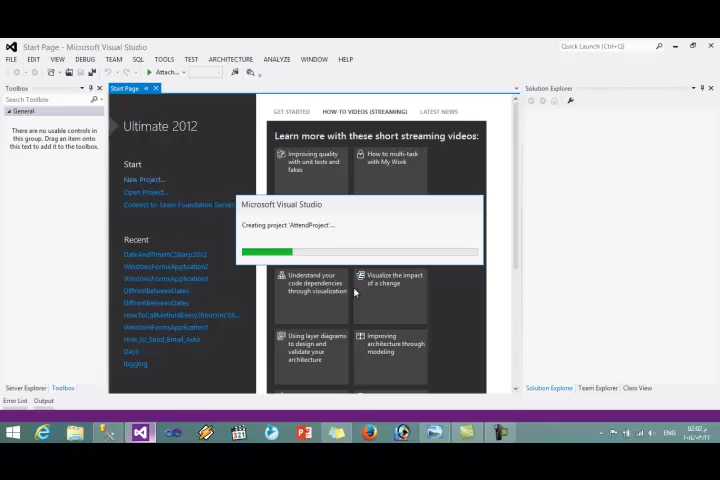 Start Page - Microsoft Visual Studio
Quick Launch (Ctrl+Q)
FILE EDIT VIEW DEBUG TEAM SQL TOOLS TEST ARCHITECTURE ANALYZE WINDOW HELP
Attach...
Toolbox
Search Toolbox
General
There are no usable controls in
this group. Drag an item onto
this text to add it to the toolbox.
Start Page
Ultimate 2012
Start
New Project...
Open Project...
Connect to Team Foundation Server...
Recent
DateAndTimeInCSharp2012
WindowsFormsApplication2
WindowsFormsApplication1
DiffrentBetweenDates
DiffrentBetweenDates
HowToCallMethodEvery2hoursinCSh...
WindowsFormsApplication1
How_to_Send_Email_Auto
Day3
logging
GET STARTED HOW-TO VIDEOS (STREAMING) LATEST NEWS
Learn more with these short streaming videos:
Improving quality
with unit tests and
fakes
How to multi-task
with My Work
Microsoft Visual Studio
Creating project 'AttendProject'...
Understand your
code dependencies
through visualization
Visualize the impact
of a change
Using layer diagrams
to design and
validate your
architecture
Improving
architecture through
modeling
Solution Explorer
Server Explorer Toolbox
Solution Explorer Team Explorer Class View
Error List Output
ENG
02:02 م